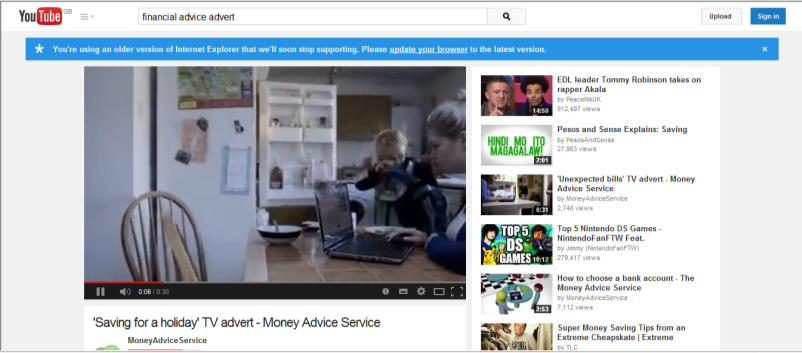 YouTube GB
financial advice advert
Upload
Sign in
You're using an older version of Internet Explorer that we'll soon stop supporting. Please update your browser to the latest version.
×
0:06 / 0:30
'Saving for a holiday' TV advert - Money Advice Service
MoneyAdviceService
14:50
EDL leader Tommy Robinson takes on
rapper Akala
by PeaceNikUK
912,497 views
HINDI MO ITO
MAGAGALAW!
2:01
Pesos and Sense Explains: Saving
by PesosAndSense
27,963 views
0:31
'Unexpected bills' TV advert - Money
Advice Service
by MoneyAdviceService
2,748 views
TOP 5
DS
GAMES
10:12
Top 5 Nintendo DS Games -
NintendoFanFTW Feat.
by Jimmy (NintendoFanFTW)
279,417 views
2:53
How to choose a bank account - The
Money Advice Service
by MoneyAdviceService
7,112 views
Super Money Saving Tips from an
Extreme Cheapskate | Extreme
by TLC